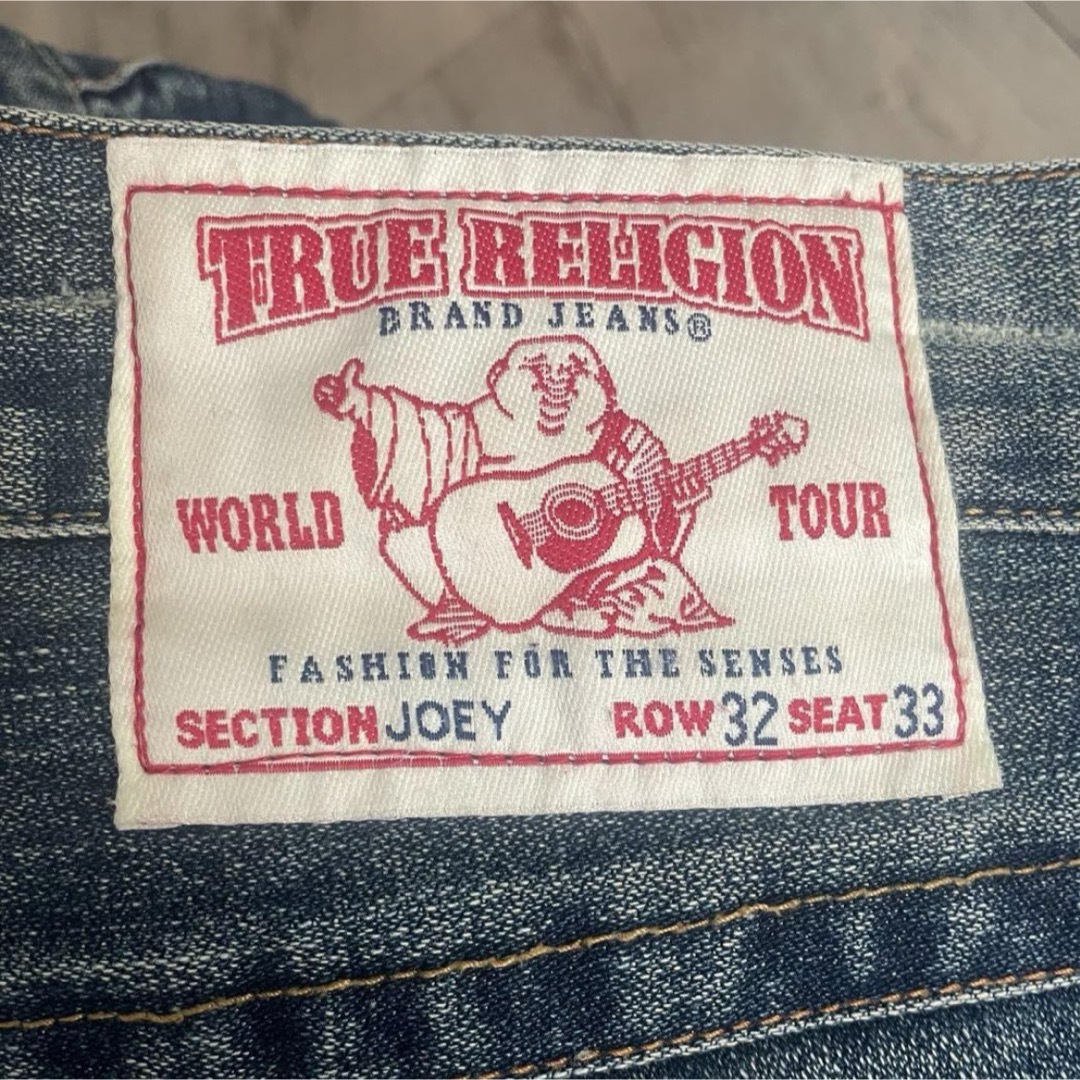 TRUE RELIGION
BRAND JEANS®
WORLD TOUR
FASHION FOR THE SENSES
SECTION JOEY ROW 32 SEAT 33